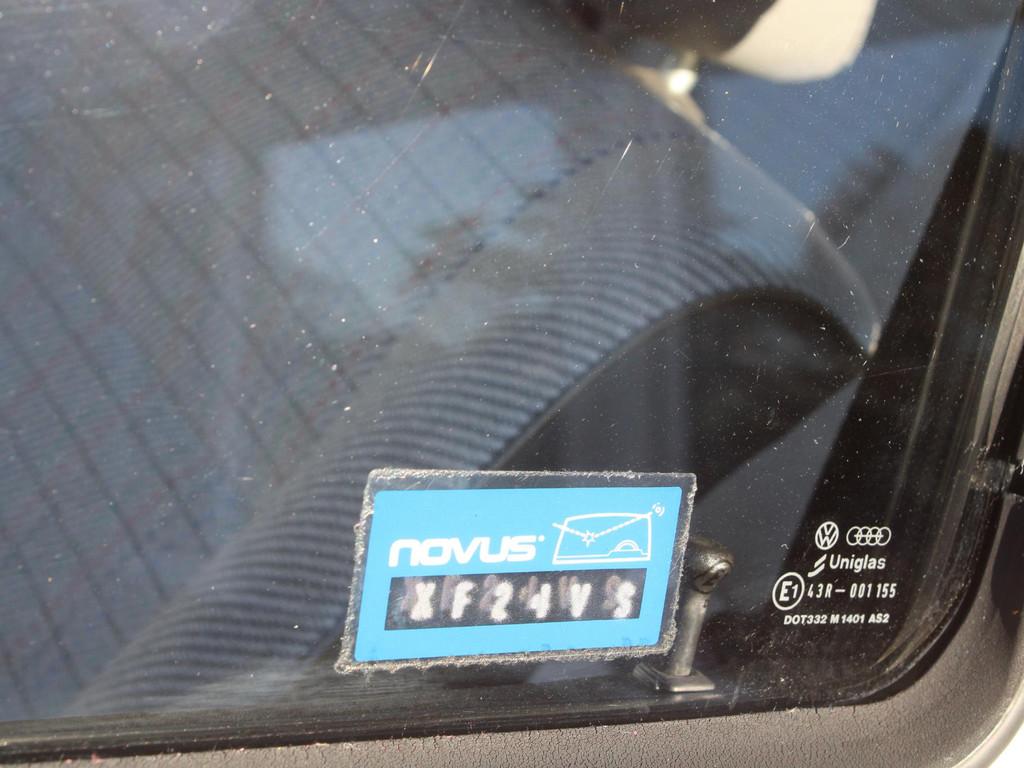 novus
XF24VS
Uniglas
E1 43R-001155
DOT332 M1401 AS2